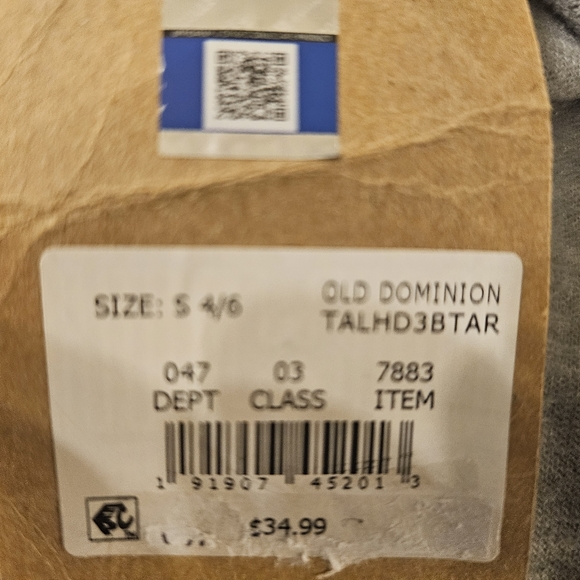 SIZE: S 4/6
OLD DOMINION
TALHD3BTAR
047 03 7883
DEPT CLASS ITEM
1 91907 45201 3
$34.99